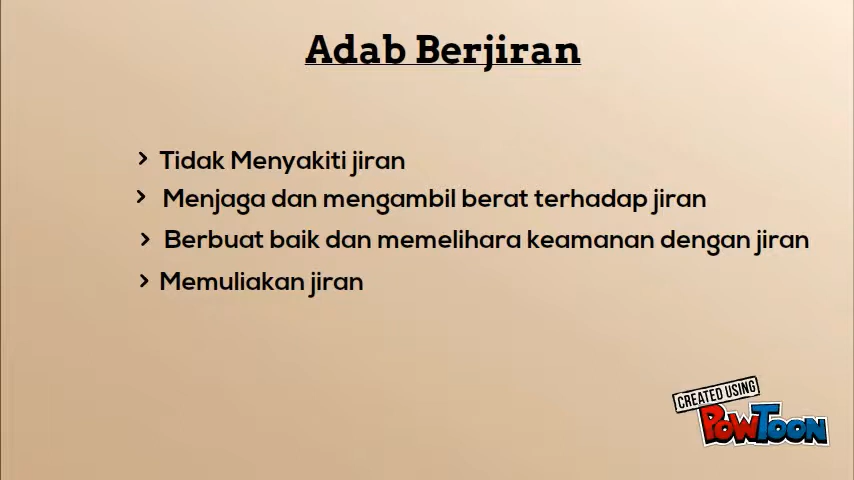 Adab Berjiran
> Tidak Menyakiti jiran
> Menjaga dan mengambil berat terhadap jiran
> Berbuat baik dan memelihara keamanan dengan jiran
> Memuliakan jiran
CREATED USING
POWTOON